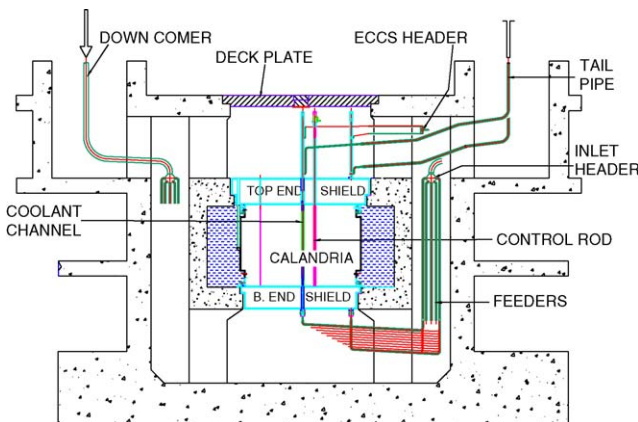 DOWN COMER
DECK PLATE
ECCS HEADER
TAIL
PIPE
INLET
HEADER
TOP END SHIELD
COOLANT
CHANNEL
CALANDRIA
CONTROL ROD
B. END SHIELD
FEEDERS